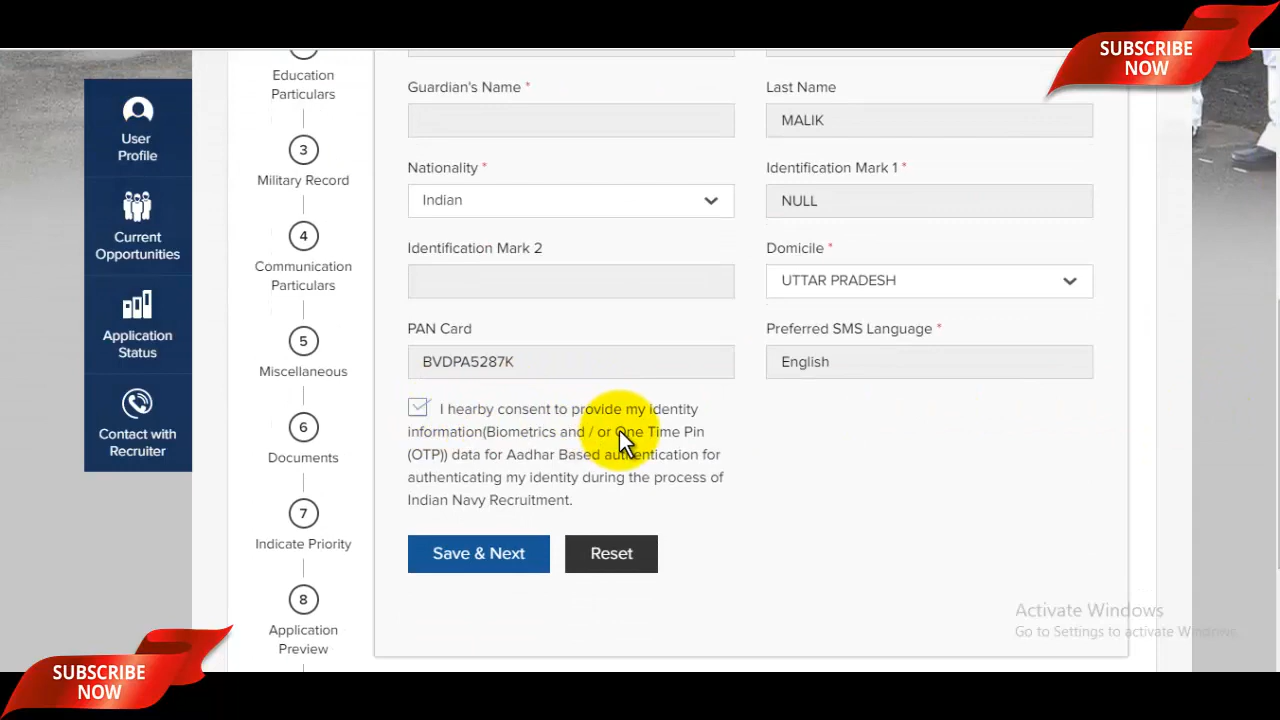 SUBSCRIBE
NOW
User
Profile
Current
Opportunities
Application
Status
Contact with
Recruiter
Education
Particulars
3
Military Record
4
Communication
Particulars
5
Miscellaneous
6
Documents
7
Indicate Priority
8
Application
Preview
Guardian's Name *
Last Name
MALIK
Nationality *
Indian
Identification Mark 1 *
NULL
Identification Mark 2
Domicile *
UTTAR PRADESH
PAN Card
BVDPA5287K
Preferred SMS Language *
English
I hearby consent to provide my identity
information(Biometrics and / or One Time Pin
(OTP)) data for Aadhar Based authentication for
authenticating my identity during the process of
Indian Navy Recruitment.
Save & Next
Reset
Activate Windows
Go to Settings to activate Windows.
SUBSCRIBE
NOW